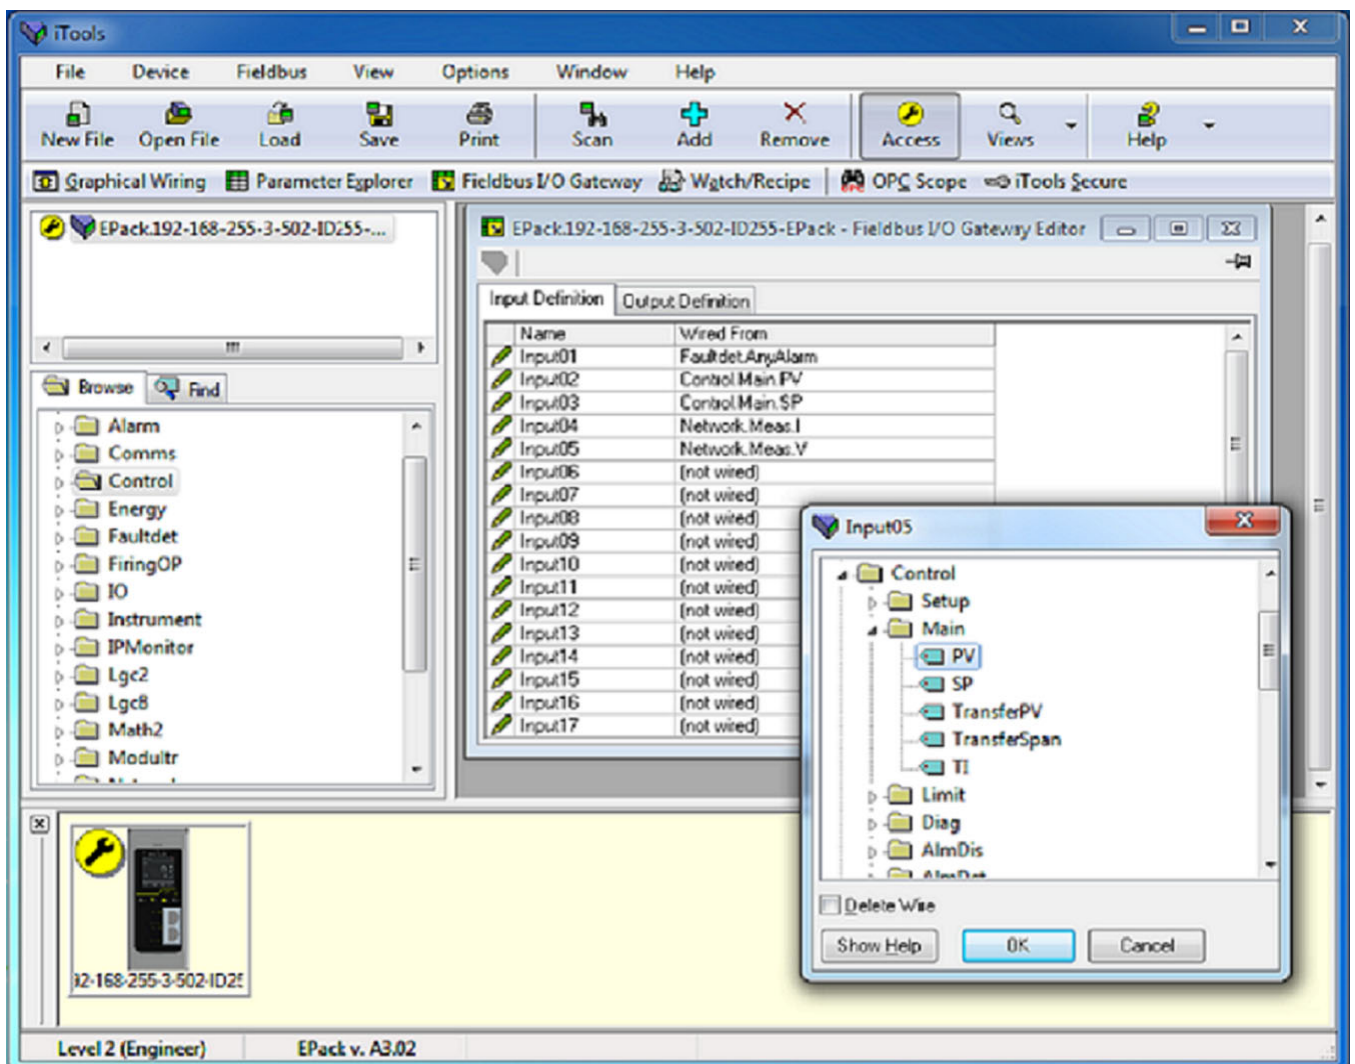 iTools
File Device Fieldbus View Options Window Help
New File Open File Load Save Print Scan Add Remove Access Views Help
Graphical Wiring Parameter Explorer Fieldbus I/O Gateway Watch/Recipe OPC Scope iTools Secure
EPack.192-168-255-3-502-ID255-...
Browse Find
Alarm
Comms
Control
Energy
Faultdet
FiringOP
IO
Instrument
IPMonitor
Lgc2
Lgc8
Math2
Modultr
EPack.192-168-255-3-502-ID255-EPack - Fieldbus I/O Gateway Editor
Input Definition Output Definition
Name Wired From
Input01 Faultdet.AnyAlarm
Input02 Control.Main.PV
Input03 Control.Main.SP
Input04 Network.Meas.I
Input05 Network.Meas.V
Input06 (not wired)
Input07 (not wired)
Input08 (not wired)
Input09 (not wired)
Input10 (not wired)
Input11 (not wired)
Input12 (not wired)
Input13 (not wired)
Input14 (not wired)
Input15 (not wired)
Input16 (not wired)
Input17 (not wired)
Input05
Control
Setup
Main
PV
SP
TransferPV
TransferSpan
TI
Limit
Diag
AlmDis
Delete Wire
Show Help OK Cancel
92-168-255-3-502-ID25
Level 2 (Engineer) EPack v. A3.02